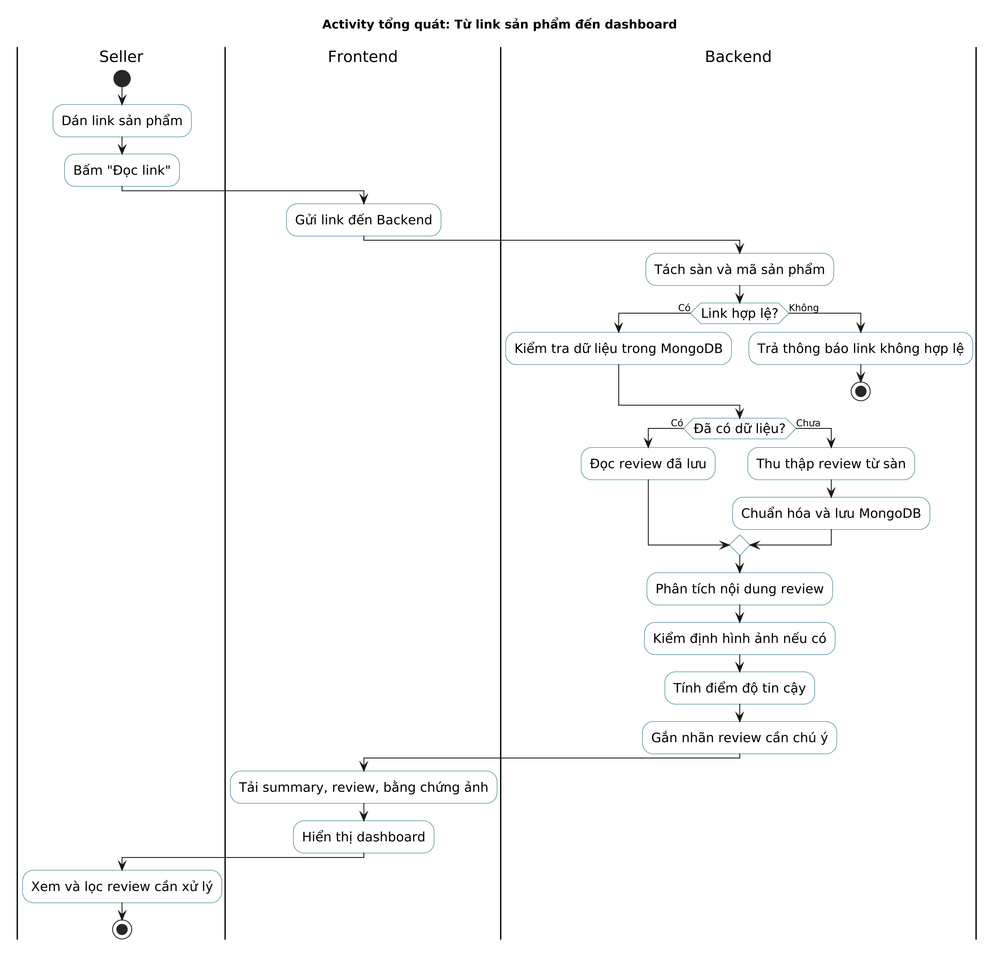 Activity tổng quát: Từ link sản phẩm đến dashboard
Seller
Frontend
Backend
Dán link sản phẩm
Bấm "Đọc link"
Gửi link đến Backend
Tách sàn và mã sản phẩm
Link hợp lệ?
Có
Không
Kiểm tra dữ liệu trong MongoDB
Trả thông báo link không hợp lệ
Đã có dữ liệu?
Có
Chưa
Đọc review đã lưu
Thu thập review từ sàn
Chuẩn hóa và lưu MongoDB
Phân tích nội dung review
Kiểm định hình ảnh nếu có
Tính điểm độ tin cậy
Gắn nhãn review cần chú ý
Tải summary, review, bằng chứng ảnh
Hiển thị dashboard
Xem và lọc review cần xử lý